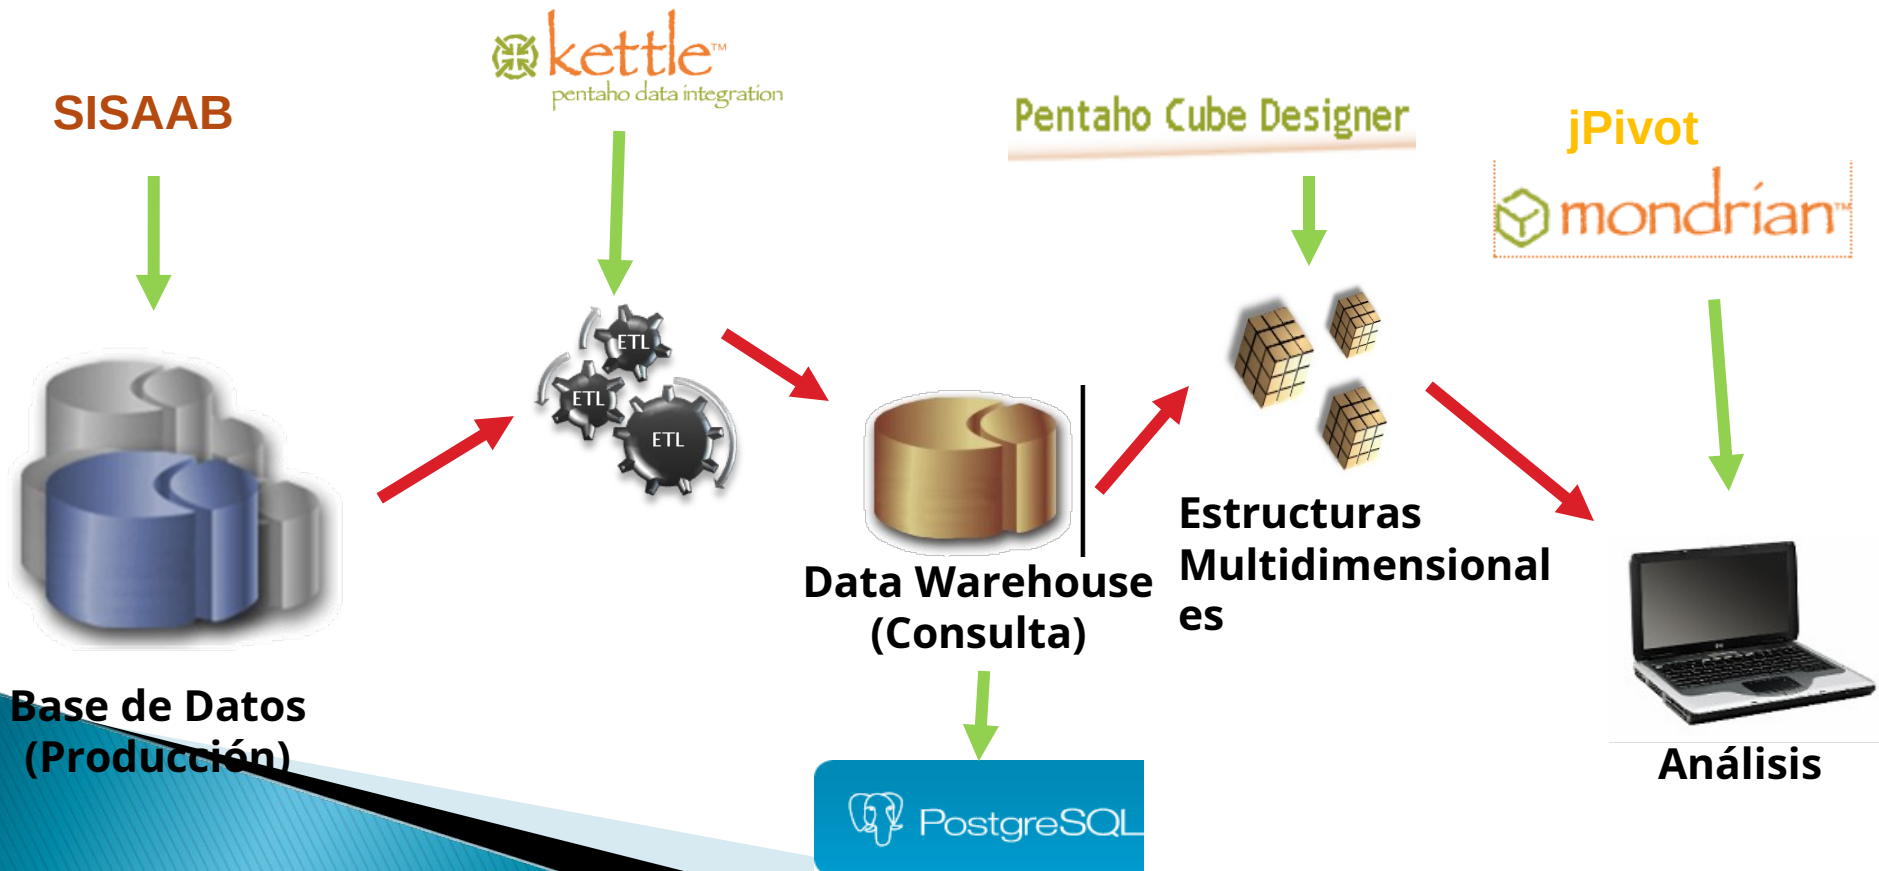 kettle™
pentaho data integration
SISAAB
Pentaho Cube Designer
jPivot
mondrian™
ETL
ETL
ETL
Estructuras
Multidimensional
es
Data Warehouse
(Consulta)
Base de Datos
(Producción)
Análisis
PostgreSQL